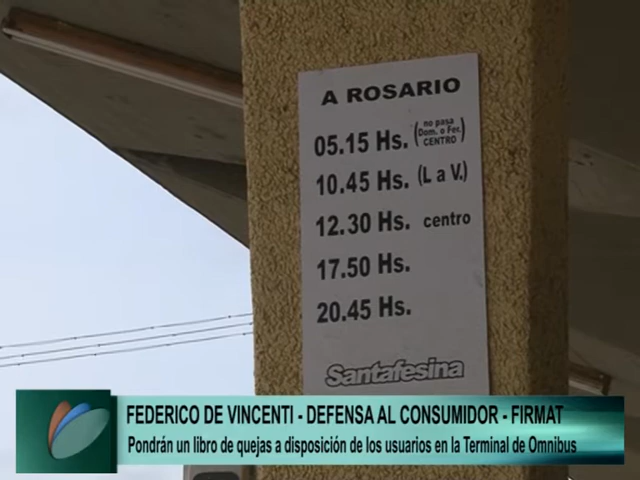 A ROSARIO
05.15 Hs. (no pasa Dom. o Fer. CENTRO)
10.45 Hs. (L a V.)
12.30 Hs. centro
17.50 Hs.
20.45 Hs.
Santafesina
FEDERICO DE VINCENTI - DEFENSA AL CONSUMIDOR - FIRMAT
Pondrán un libro de quejas a disposición de los usuarios en la Terminal de Omnibus